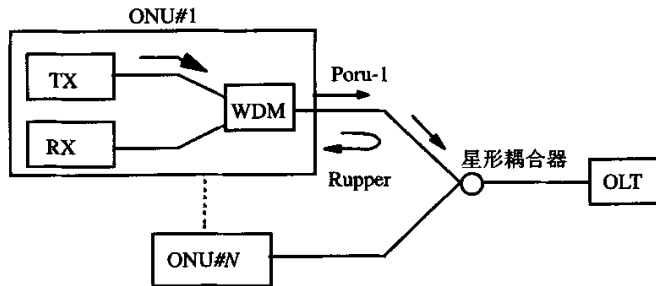 ONU#1
TX
WDM
RX
Poru-1
Rupper
星形耦合器
OLT
ONU#N